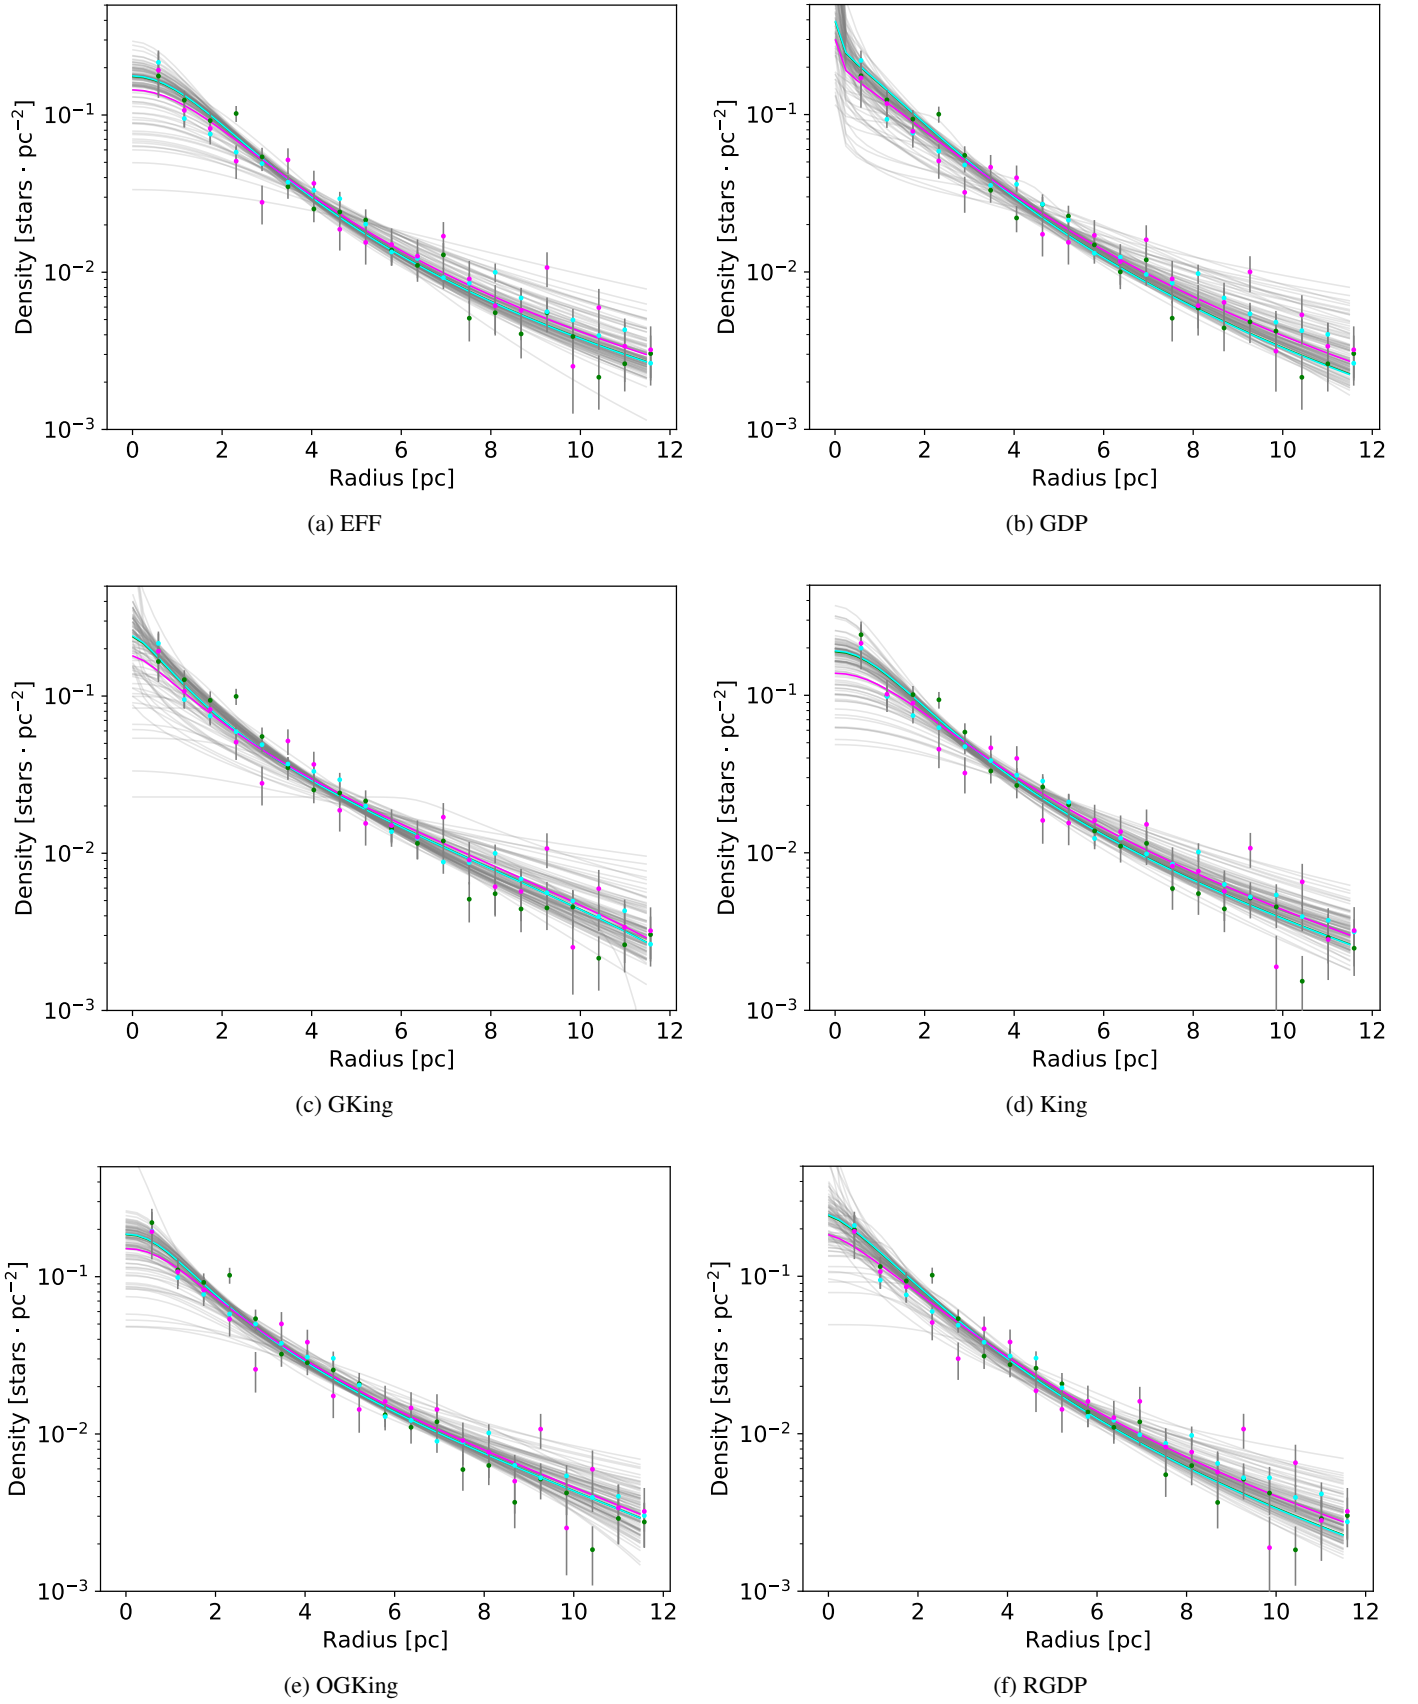 Density [stars · pc⁻²]
10⁻¹
10⁻²
10⁻³
0 2 4 6 8 10 12
Radius [pc]
(a) EFF
Density [stars · pc⁻²]
10⁻¹
10⁻²
10⁻³
0 2 4 6 8 10 12
Radius [pc]
(b) GDP
Density [stars · pc⁻²]
10⁻¹
10⁻²
10⁻³
0 2 4 6 8 10 12
Radius [pc]
(c) GKing
Density [stars · pc⁻²]
10⁻¹
10⁻²
10⁻³
0 2 4 6 8 10 12
Radius [pc]
(d) King
Density [stars · pc⁻²]
10⁻¹
10⁻²
10⁻³
0 2 4 6 8 10 12
Radius [pc]
(e) OGKing
Density [stars · pc⁻²]
10⁻¹
10⁻²
10⁻³
0 2 4 6 8 10 12
Radius [pc]
(f) RGDP